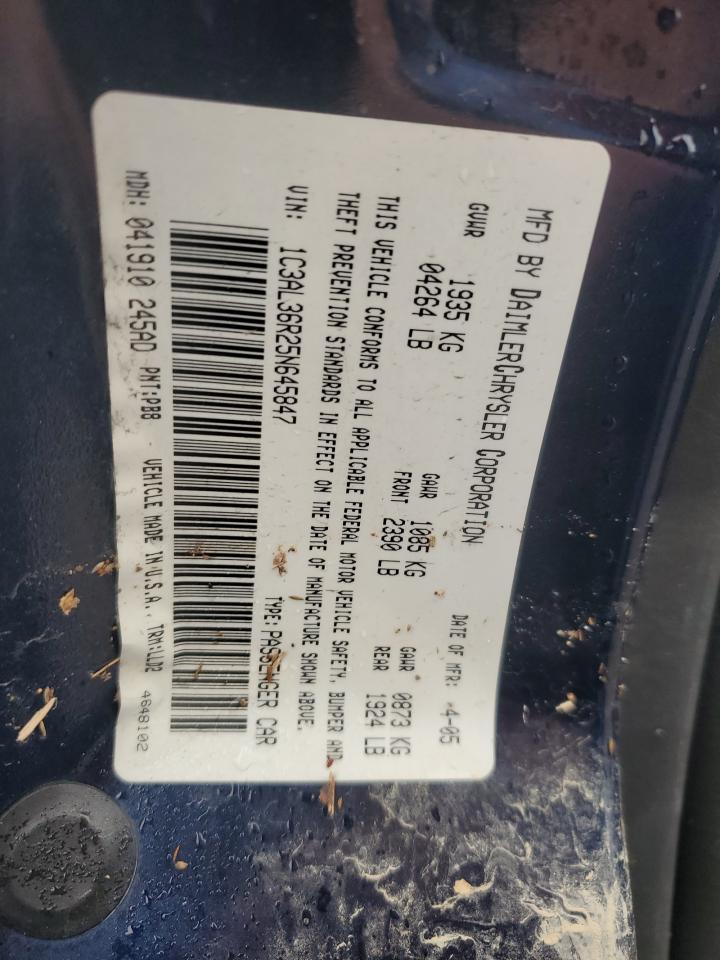 MFD BY DAIMLERCHRYSLER CORPORATION
DATE OF MFR: 4-05
GVWR 1935 KG
04264 LB
GAWR FRONT 1085 KG
2390 LB
GAWR REAR 0873 KG
1924 LB
THIS VEHICLE CONFORMS TO ALL APPLICABLE FEDERAL MOTOR VEHICLE SAFETY, BUMPER AND
THEFT PREVENTION STANDARDS IN EFFECT ON THE DATE OF MANUFACTURE SHOWN ABOVE.
VIN: 1C3AL36R25N645847 TYPE: PASSENGER CAR
MDH: 041910 245AD PNT:PB8 VEHICLE MADE IN U.S.A. TRM:LLD2 4648102